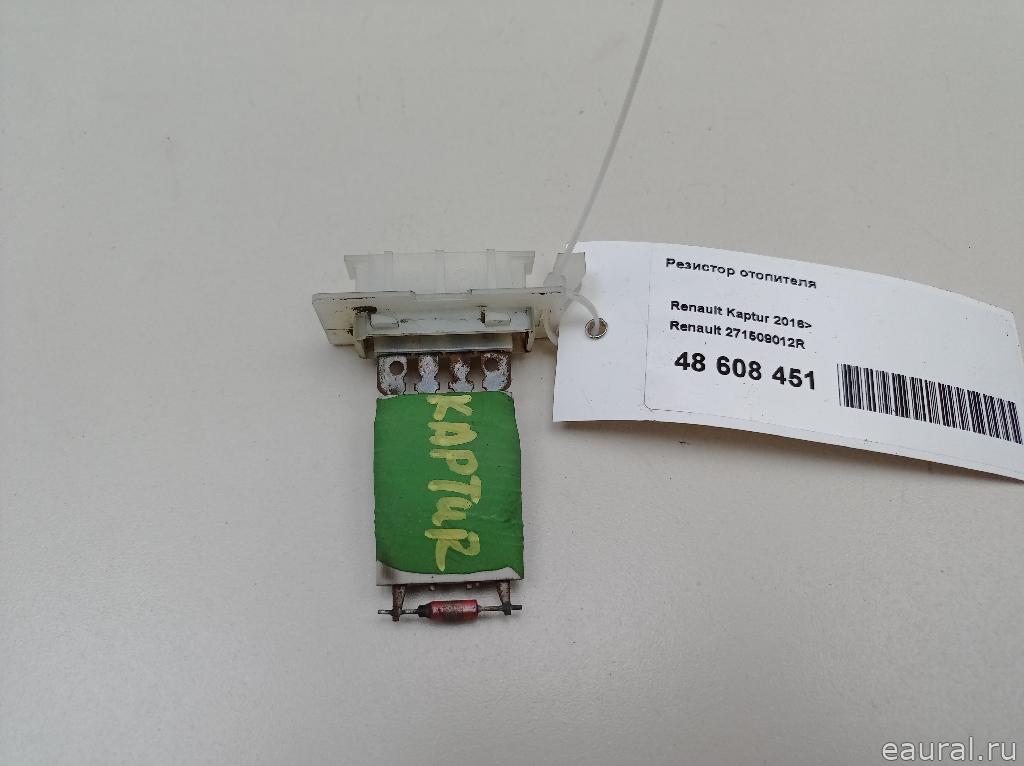 Резистор отопителя
Renault Kaptur 2016>
Renault 271509012R
48 608 451
KAPTUR
eaural.ru